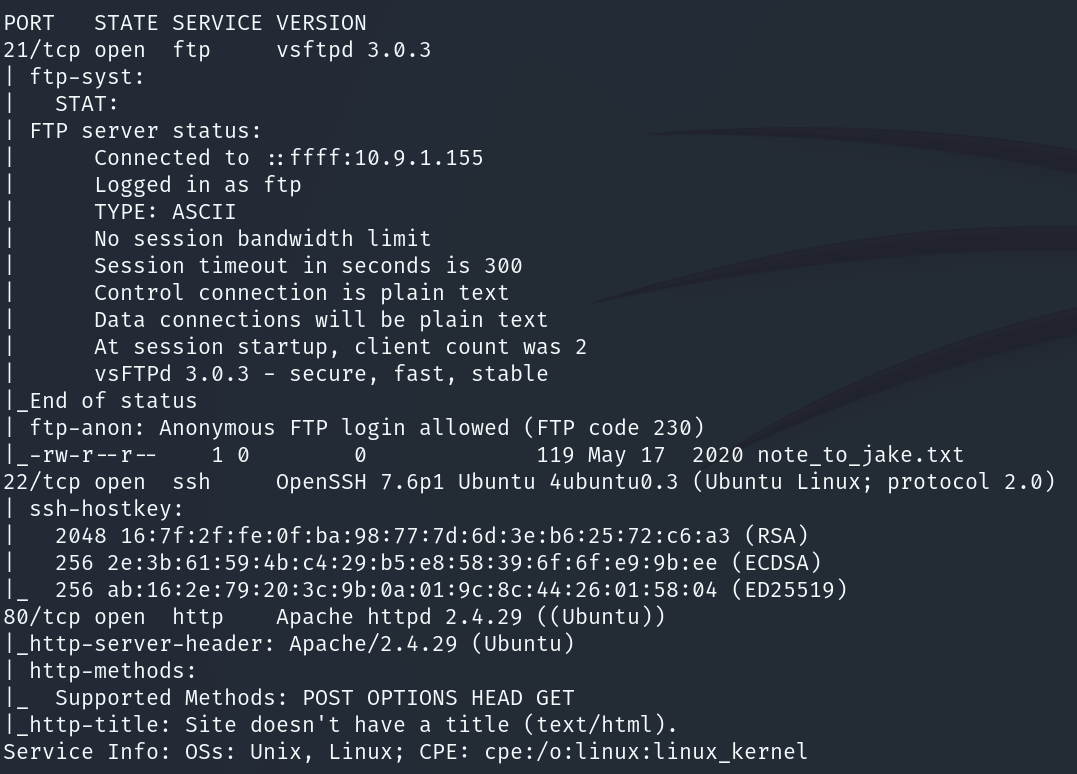 PORT   STATE SERVICE VERSION
21/tcp open  ftp     vsftpd 3.0.3
| ftp-syst:
|   STAT:
| FTP server status:
|      Connected to ::ffff:10.9.1.155
|      Logged in as ftp
|      TYPE: ASCII
|      No session bandwidth limit
|      Session timeout in seconds is 300
|      Control connection is plain text
|      Data connections will be plain text
|      At session startup, client count was 2
|      vsFTPd 3.0.3 - secure, fast, stable
|_End of status
| ftp-anon: Anonymous FTP login allowed (FTP code 230)
|_-rw-r--r--    1 0        0             119 May 17  2020 note_to_jake.txt
22/tcp open  ssh     OpenSSH 7.6p1 Ubuntu 4ubuntu0.3 (Ubuntu Linux; protocol 2.0)
| ssh-hostkey:
|   2048 16:7f:2f:fe:0f:ba:98:77:7d:6d:3e:b6:25:72:c6:a3 (RSA)
|   256 2e:3b:61:59:4b:c4:29:b5:e8:58:39:6f:6f:e9:9b:ee (ECDSA)
|_  256 ab:16:2e:79:20:3c:9b:0a:01:9c:8c:44:26:01:58:04 (ED25519)
80/tcp open  http    Apache httpd 2.4.29 ((Ubuntu))
|_http-server-header: Apache/2.4.29 (Ubuntu)
| http-methods:
|_  Supported Methods: POST OPTIONS HEAD GET
|_http-title: Site doesn't have a title (text/html).
Service Info: OSs: Unix, Linux; CPE: cpe:/o:linux:linux_kernel